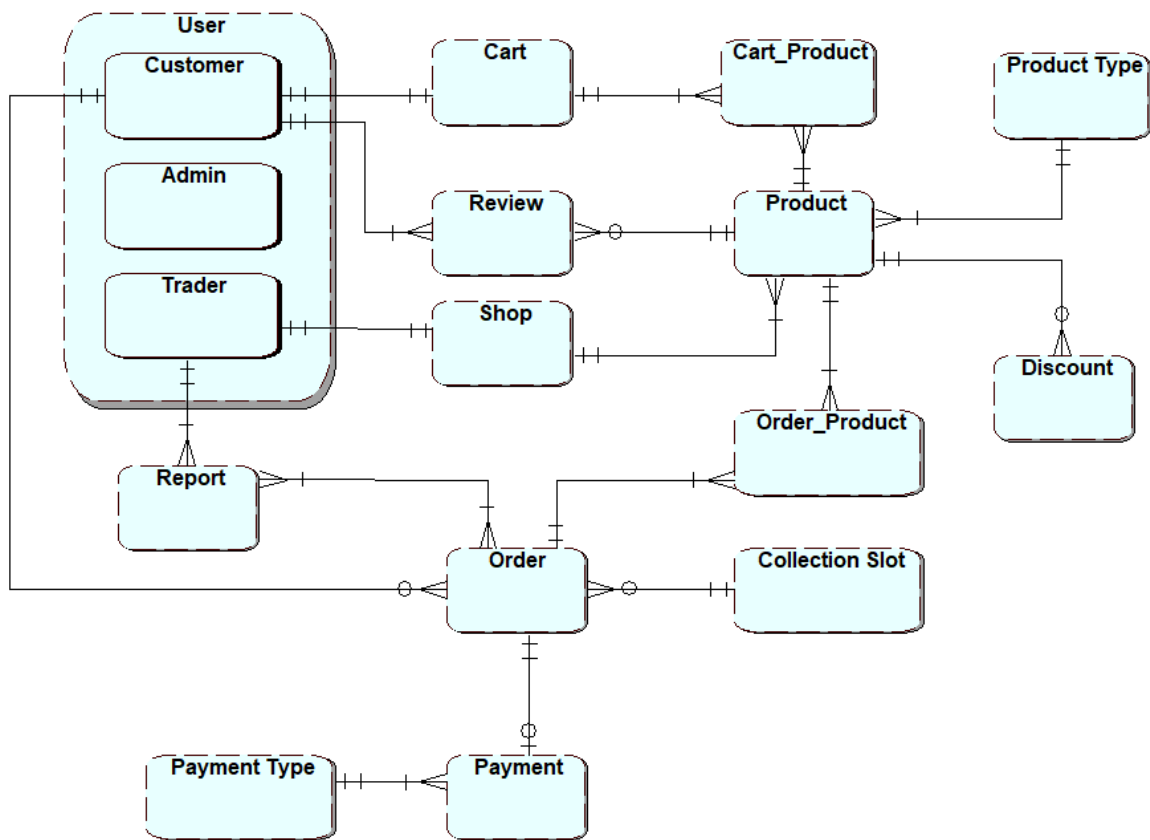 User
Customer
Cart
Cart_Product
Product Type
Admin
Review
Product
Trader
Shop
Discount
Order_Product
Report
Order
Collection Slot
Payment Type
Payment